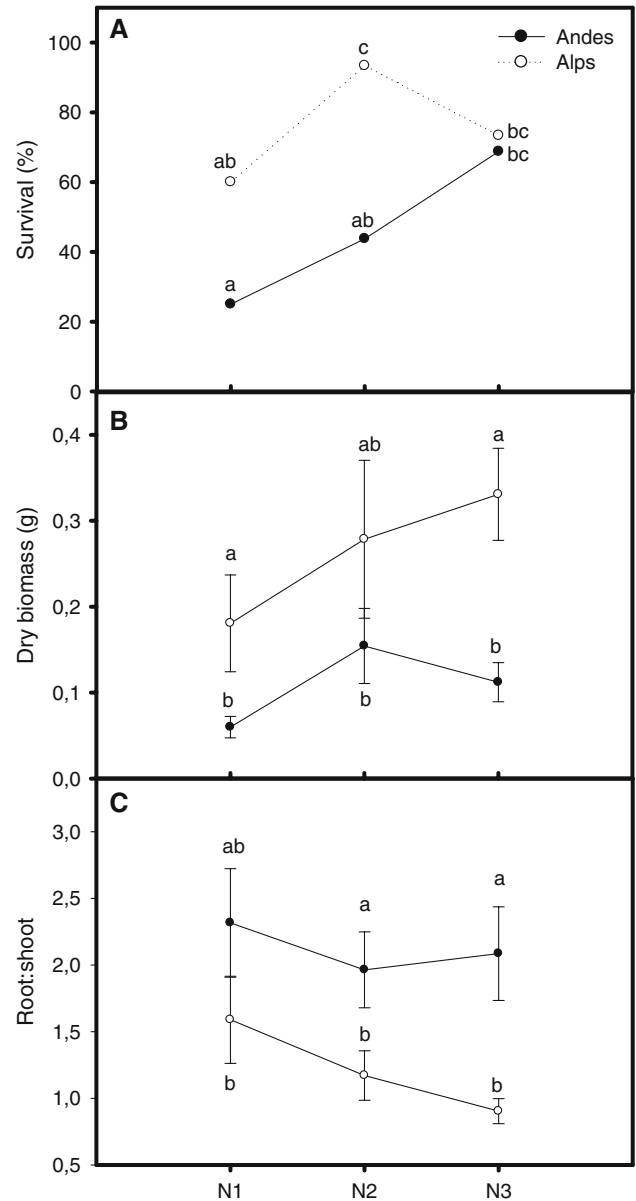 A
Andes
Alps
100
80
60
40
20
0
Survival (%)
ab
c
bc
bc
ab
a
B
0,4
0,3
0,2
0,1
0,0
Dry biomass (g)
a
ab
a
b
b
b
C
3,0
2,5
2,0
1,5
1,0
0,5
Root:shoot
ab
a
a
b
b
b
N1 N2 N3